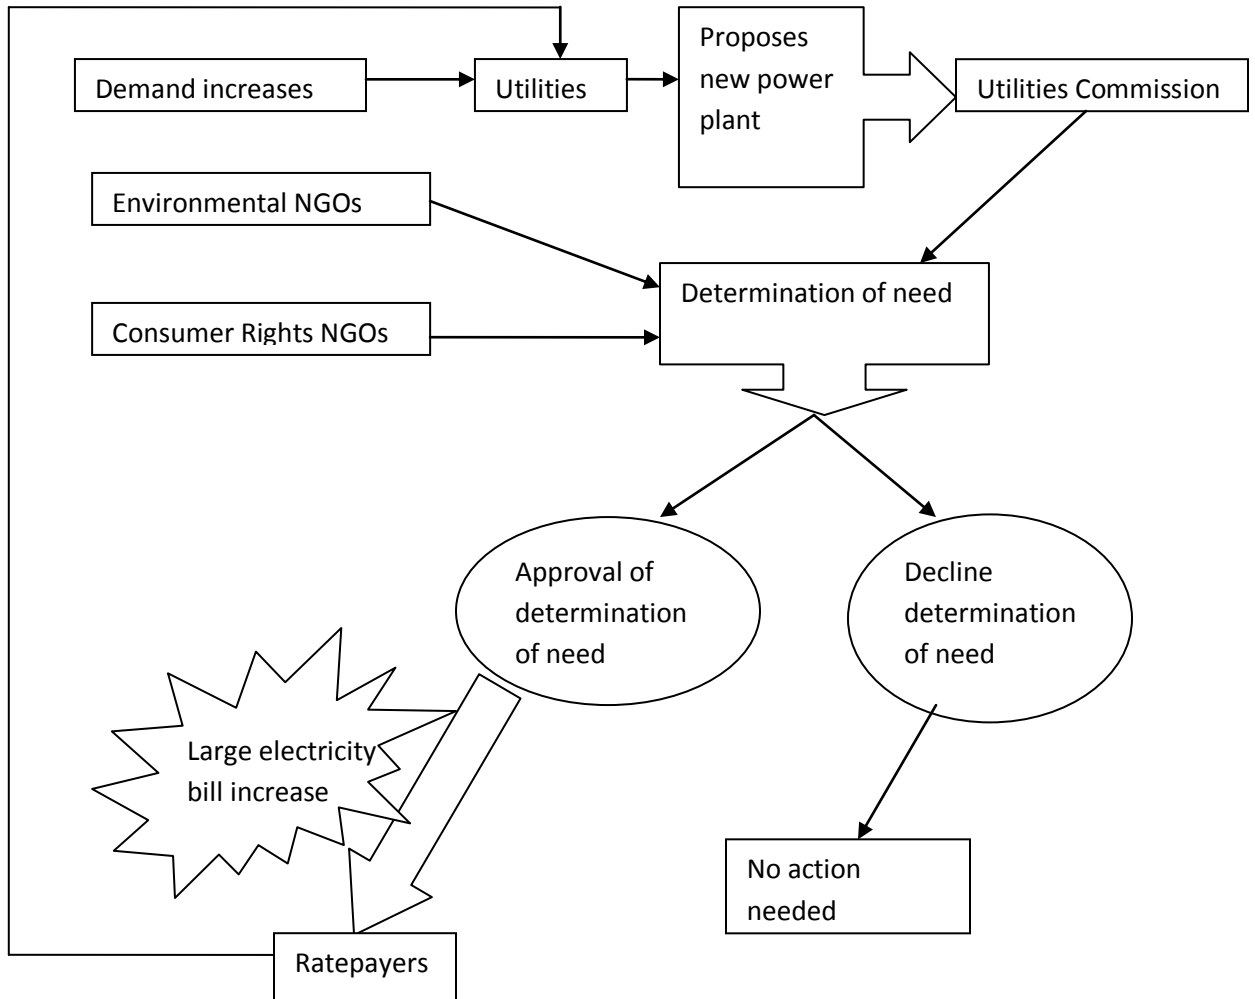 Demand increases
Utilities
Proposes
new power
plant
Utilities Commission
Environmental NGOs
Consumer Rights NGOs
Determination of need
Approval of
determination
of need
Decline
determination
of need
Large electricity
bill increase
No action
needed
Ratepayers